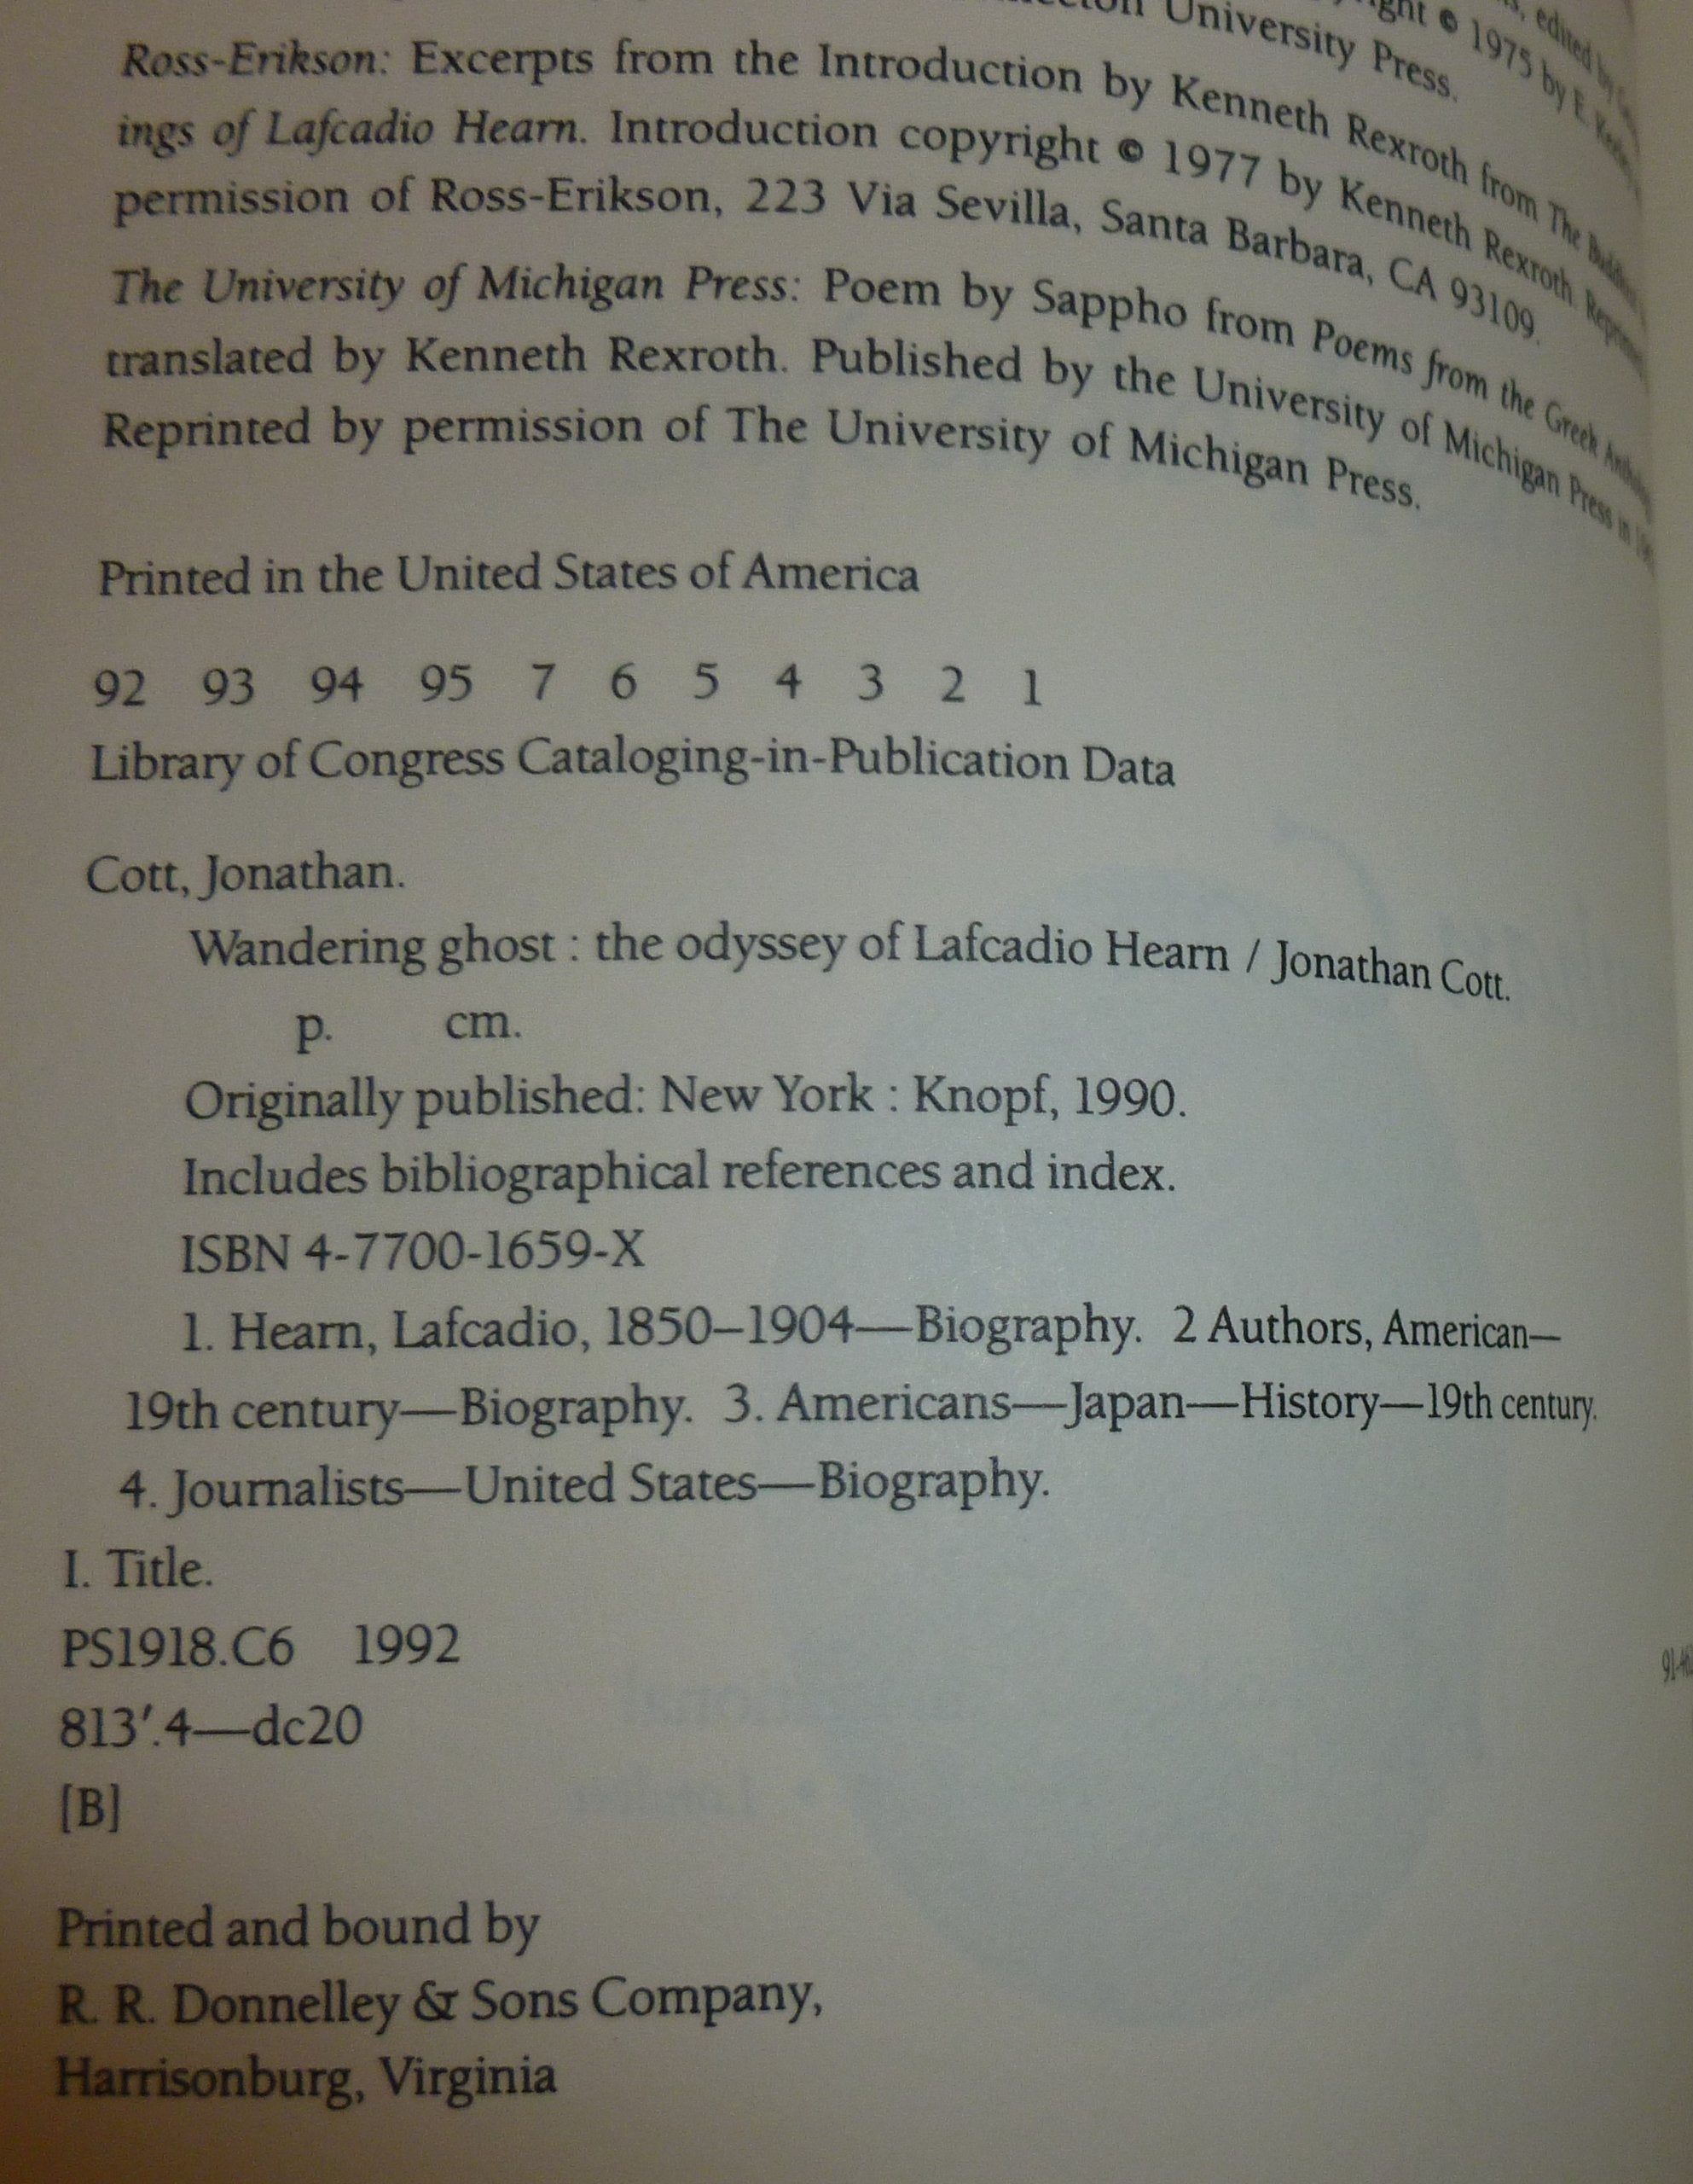 edited by
right © 1975 by E.
University Press.
Ross-Erikson: Excerpts from the Introduction by Kenneth Rexroth from The
ings of Lafcadio Hearn. Introduction copyright © 1977 by Kenneth Rexroth.
permission of Ross-Erikson, 223 Via Sevilla, Santa Barbara, CA 93109.
The University of Michigan Press: Poem by Sappho from Poems from the Greek
translated by Kenneth Rexroth. Published by the University of Michigan Press in
Reprinted by permission of The University of Michigan Press.
Printed in the United States of America
92 93 94 95 7 6 5 4 3 2 1
Library of Congress Cataloging-in-Publication Data
Cott, Jonathan.
Wandering ghost : the odyssey of Lafcadio Hearn / Jonathan Cott.
p. cm.
Originally published: New York : Knopf, 1990.
Includes bibliographical references and index.
ISBN 4-7700-1659-X
1. Hearn, Lafcadio, 1850–1904—Biography. 2 Authors, American—
19th century—Biography. 3. Americans—Japan—History—19th century.
4. Journalists—United States—Biography.
I. Title.
PS1918.C6 1992
813′.4—dc20
[B]
Printed and bound by
R. R. Donnelley & Sons Company,
Harrisonburg, Virginia